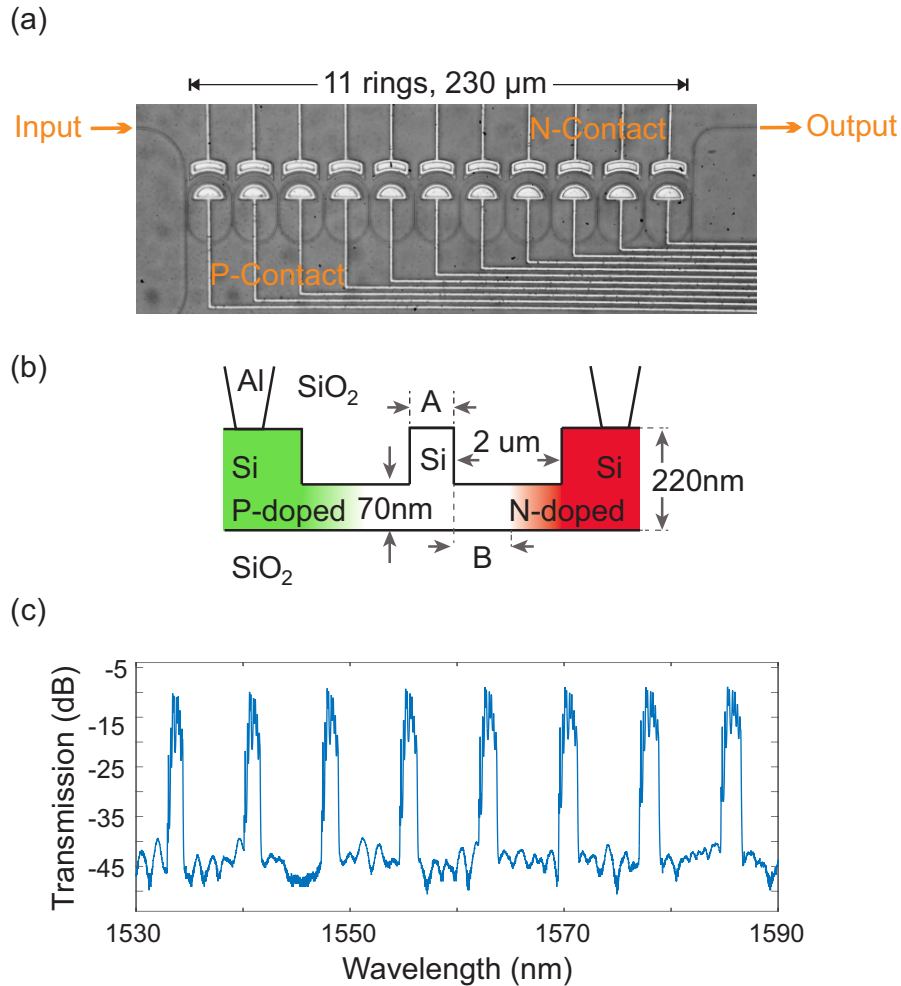 (a)
11 rings, 230 µm
Input
N-Contact
Output
P-Contact
(b)
Al
SiO2
A
Si
2 um
Si
P-doped
70nm
N-doped
220nm
B
SiO2
(c)
Transmission (dB)
-5
-15
-25
-35
-45
1530
1550
1570
1590
Wavelength (nm)
Si